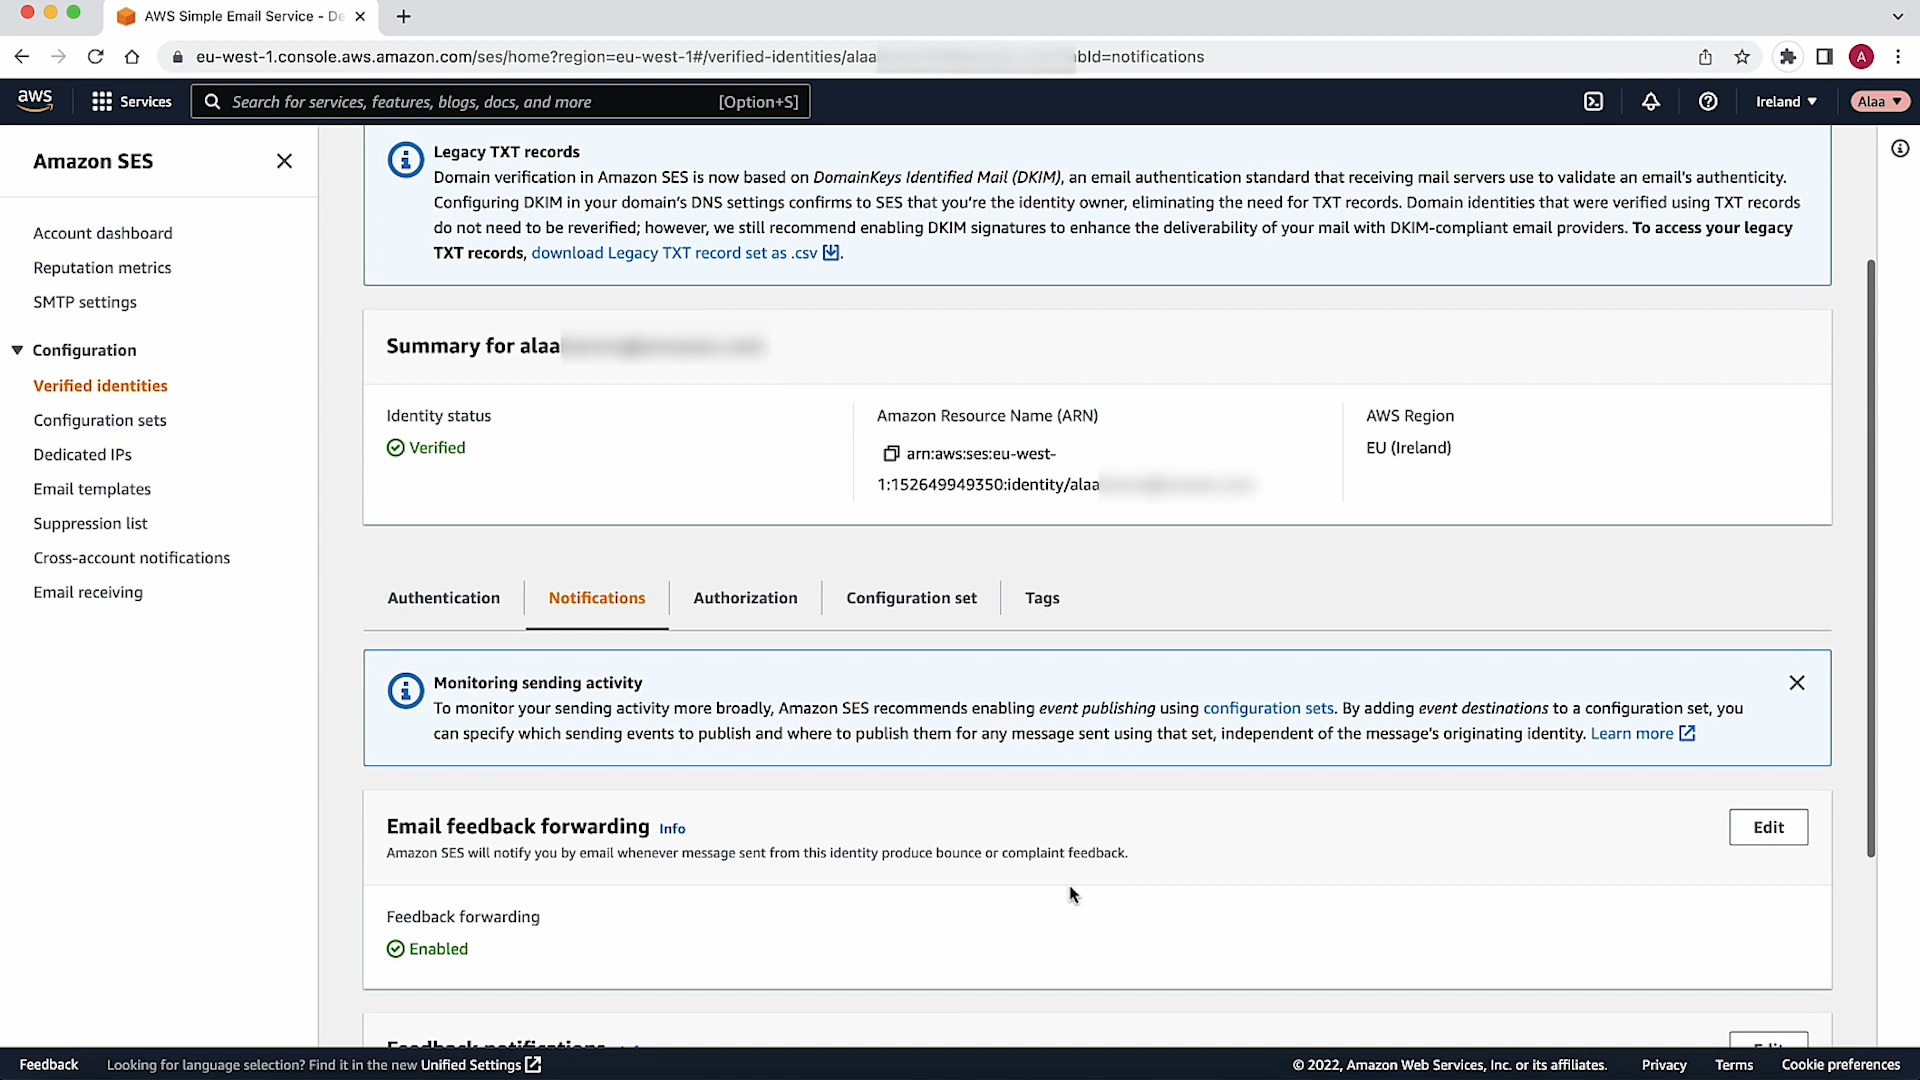 AWS Simple Email Service - De
eu-west-1.console.aws.amazon.com/ses/home?region=eu-west-1#/verified-identities/alaa
bId=notifications
A
aws
Services
Search for services, features, blogs, docs, and more
[Option+S]
Ireland
Alaa
Amazon SES
Account dashboard
Reputation metrics
SMTP settings
Configuration
Verified identities
Configuration sets
Dedicated IPs
Email templates
Suppression list
Cross-account notifications
Email receiving
Legacy TXT records
Domain verification in Amazon SES is now based on DomainKeys Identified Mail (DKIM), an email authentication standard that receiving mail servers use to validate an email's authenticity.
Configuring DKIM in your domain's DNS settings confirms to SES that you're the identity owner, eliminating the need for TXT records. Domain identities that were verified using TXT records
do not need to be reverified; however, we still recommend enabling DKIM signatures to enhance the deliverability of your mail with DKIM-compliant email providers. To access your legacy
TXT records, download Legacy TXT record set as .csv.
Summary for alaa
Identity status
Verified
Amazon Resource Name (ARN)
arn:aws:ses:eu-west-
1:152649949350:identity/alaa
AWS Region
EU (Ireland)
Authentication
Notifications
Authorization
Configuration set
Tags
Monitoring sending activity
To monitor your sending activity more broadly, Amazon SES recommends enabling event publishing using configuration sets. By adding event destinations to a configuration set, you
can specify which sending events to publish and where to publish them for any message sent using that set, independent of the message's originating identity. Learn more
Email feedback forwarding Info
Edit
Amazon SES will notify you by email whenever message sent from this identity produce bounce or complaint feedback.
Feedback forwarding
Enabled
Feedback notifications
Edit
Feedback
Looking for language selection? Find it in the new Unified Settings
© 2022, Amazon Web Services, Inc. or its affiliates.
Privacy
Terms
Cookie preferences